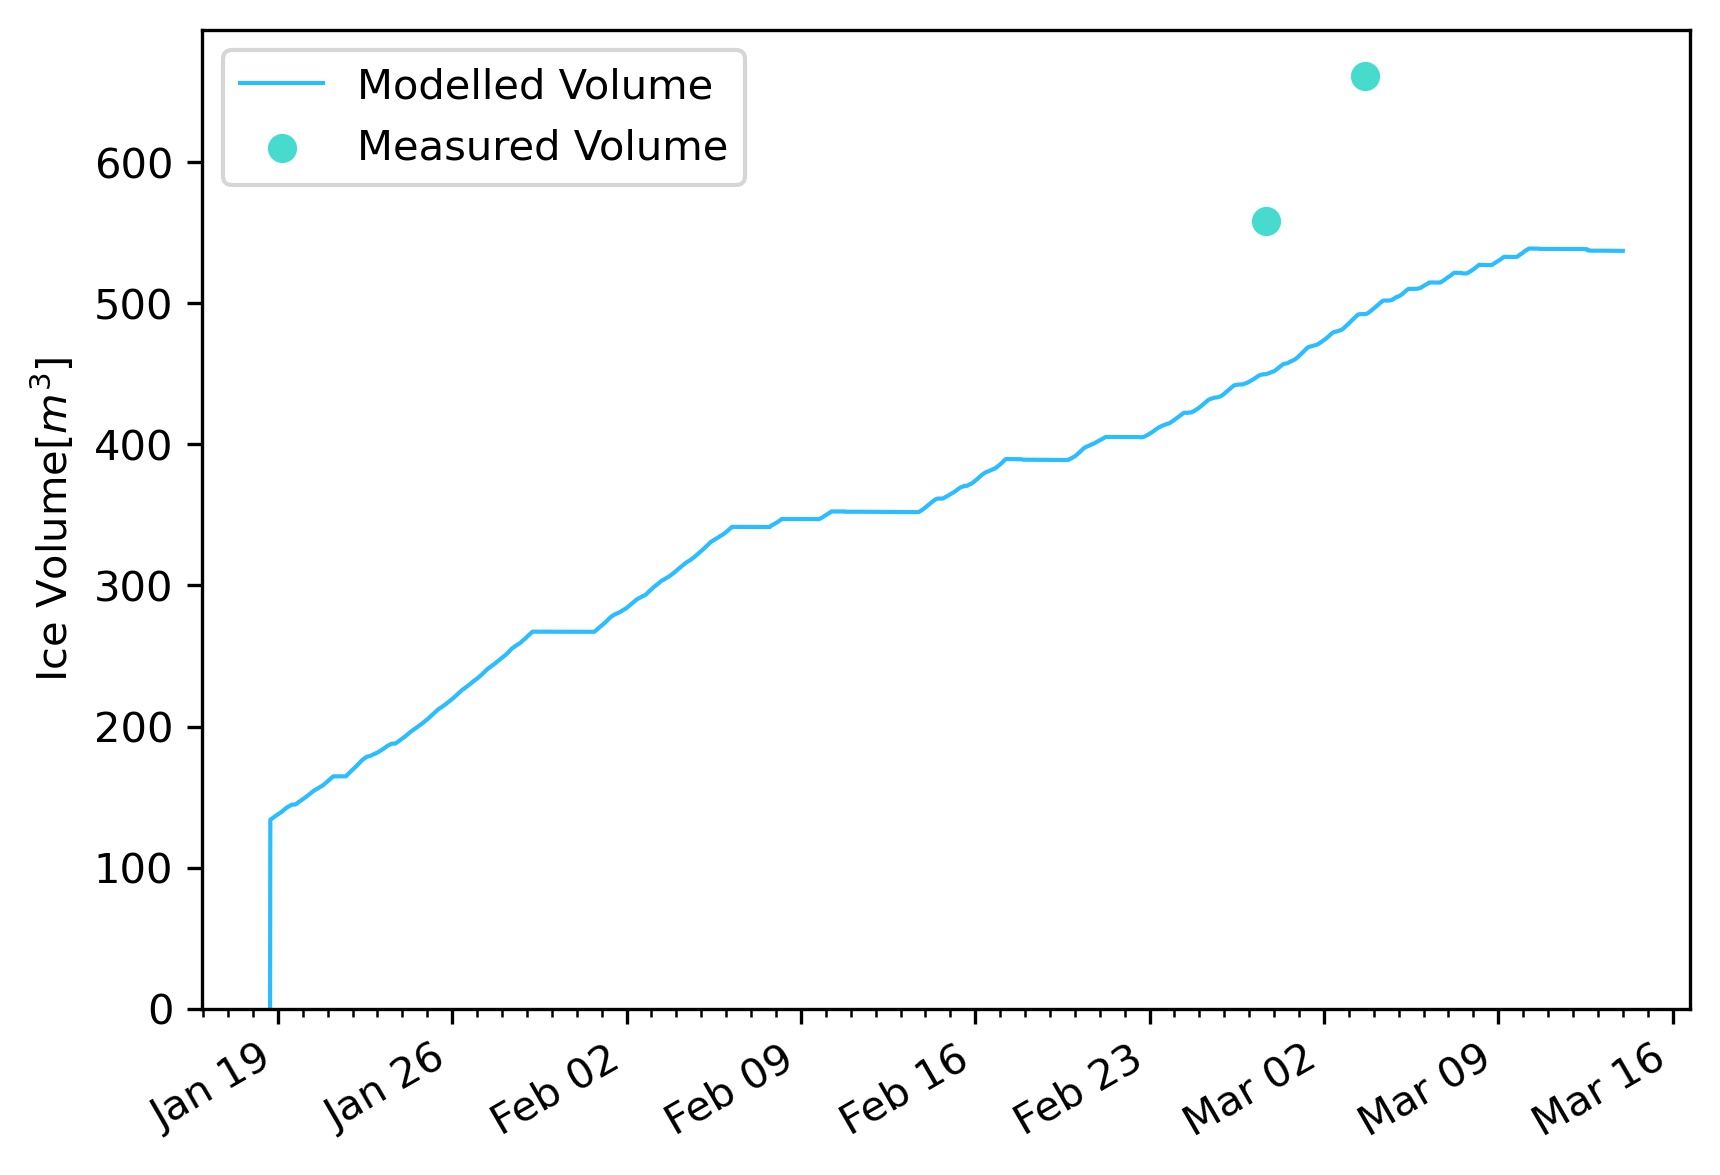 Modelled Volume
Measured Volume
600
500
400
300
200
100
0
Ice Volume[$m^3$]
Jan 19
Jan 26
Feb 02
Feb 09
Feb 16
Feb 23
Mar 02
Mar 09
Mar 16